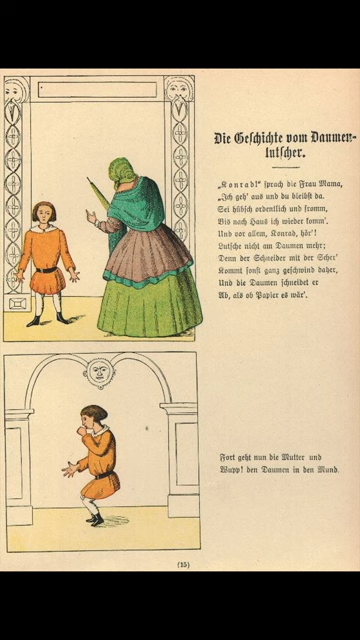 Die Geschichte vom Daumen-
lutscher.
„Konrad!“ sprach die Frau Mama,
„Ich geh' aus und du bleibst da.
Sei hübsch ordentlich und fromm,
Bis nach Haus ich wieder komm'.
Und vor allem, Konrad, hör'!
Lutsche nicht am Daumen mehr;
Denn der Schneider mit der Scher'
Kommt sonst ganz geschwind daher,
Und die Daumen schneidet er
Ab, als ob Papier es wär'.
Fort geht nun die Mutter und
Wupp! den Daumen in den Mund.
(15)